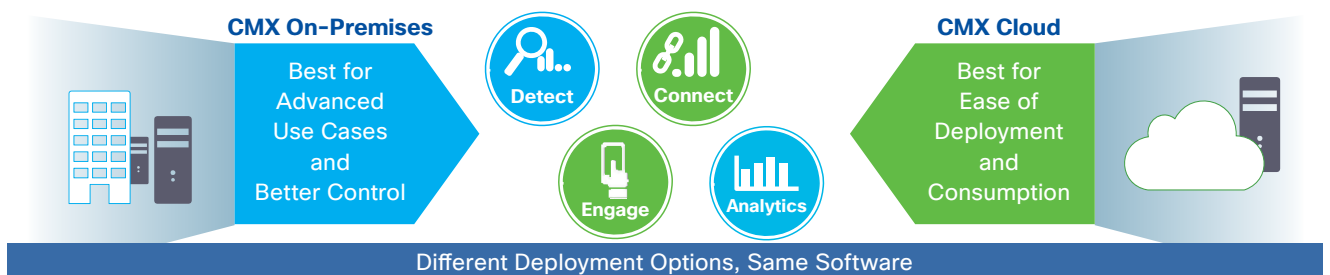 CMX On-Premises
Best for
Advanced
Use Cases
and
Better Control
Detect
Connect
Engage
Analytics
CMX Cloud
Best for
Ease of
Deployment
and
Consumption
Different Deployment Options, Same Software